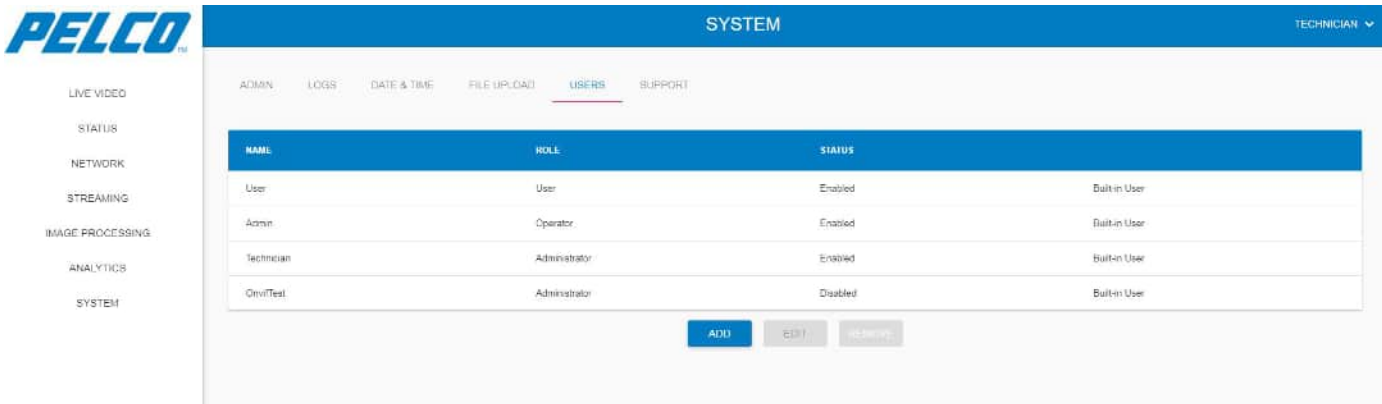 PELCO TM
SYSTEM
TECHNICIAN
LIVE VIDEO
STATUS
NETWORK
STREAMING
IMAGE PROCESSING
ANALYTICS
SYSTEM
ADMIN LOGS DATE & TIME FILE UPLOAD USERS SUPPORT
NAME ROLE STATUS
User User Enabled Built-in User
Admin Operator Enabled Built-in User
Technician Administrator Enabled Built-in User
OnvifTest Administrator Disabled Built-in User
ADD EDIT REMOVE